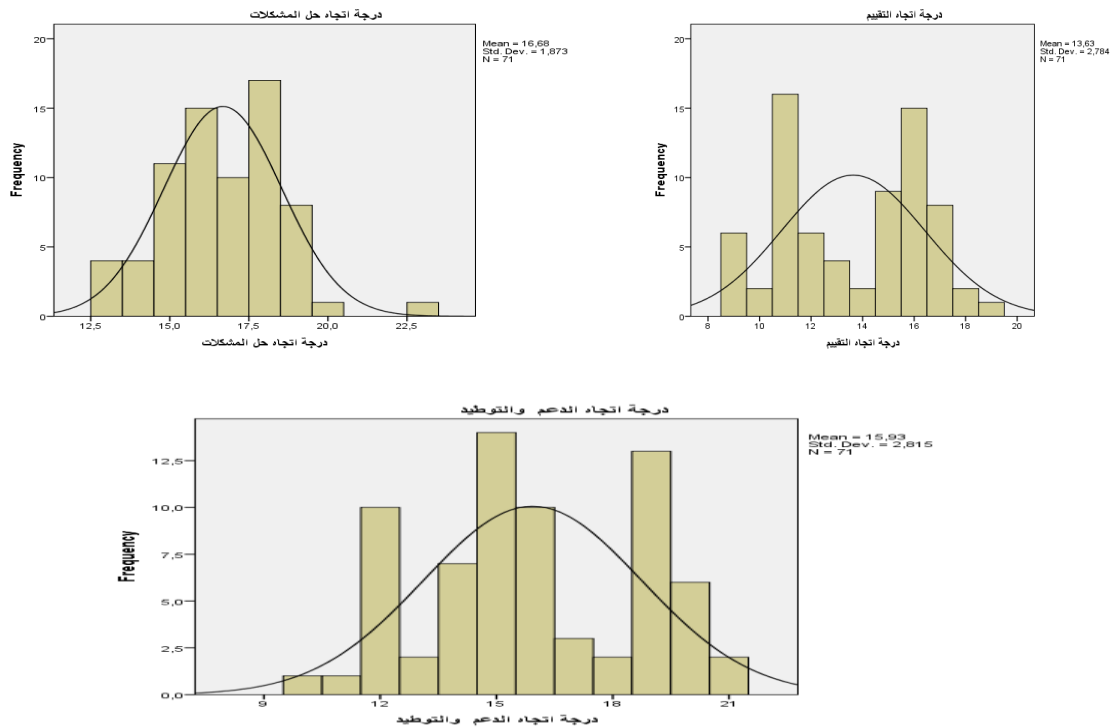 درجة اتجاه حل المشكلات
Mean = 16,68
Std. Dev. = 1,873
N = 71
Frequency
20
15
10
5
0
12,5 15,0 17,5 20,0 22,5
درجة اتجاه حل المشكلات
درجة اتجاه التقييم
Mean = 13,63
Std. Dev. = 2,784
N = 71
Frequency
20
15
10
5
0
8 10 12 14 16 18 20
درجة اتجاه التقييم
درجة اتجاه الدعم والتوطيد
Mean = 15,93
Std. Dev. = 2,815
N = 71
Frequency
12,5
10,0
7,5
5,0
2,5
0,0
9 12 15 18 21
درجة اتجاه الدعم والتوطيد